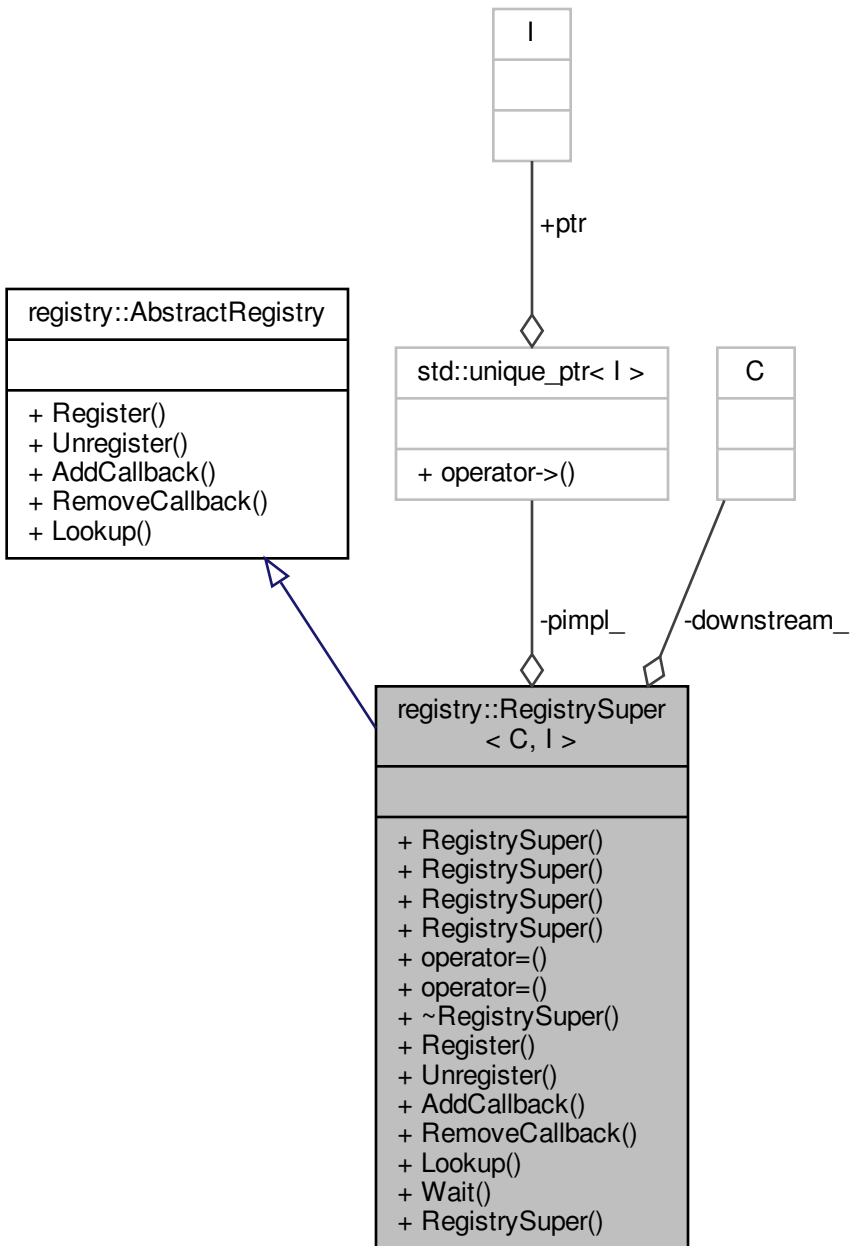 I
+ptr
registry::AbstractRegistry
+ Register()
+ Unregister()
+ AddCallback()
+ RemoveCallback()
+ Lookup()
std::unique_ptr< I >
+ operator->()
C
-pimpl_
-downstream_
registry::RegistrySuper
< C, I >
+ RegistrySuper()
+ RegistrySuper()
+ RegistrySuper()
+ RegistrySuper()
+ operator=()
+ operator=()
+ ~RegistrySuper()
+ Register()
+ Unregister()
+ AddCallback()
+ RemoveCallback()
+ Lookup()
+ Wait()
+ RegistrySuper()